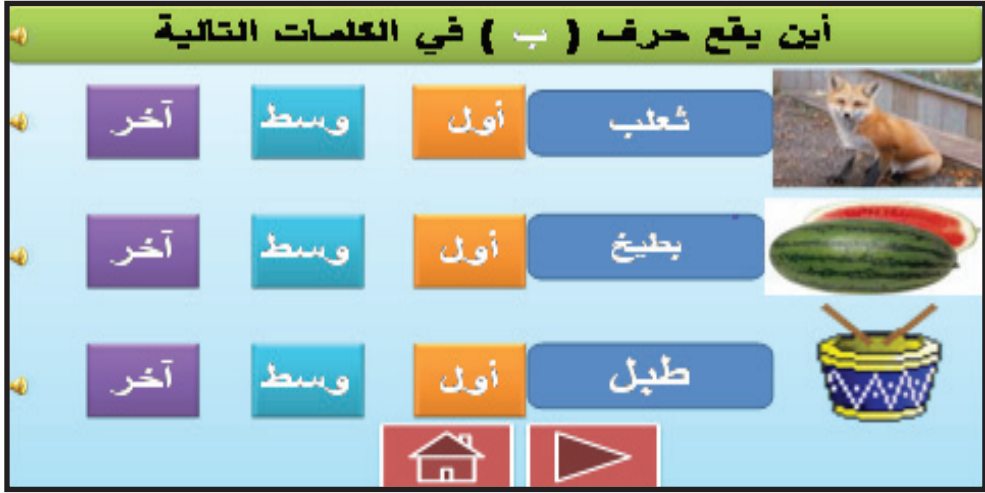 أين يقع حرف ( ب ) في الكلمات التالية
ثعلب أول وسط آخر
بطيخ أول وسط آخر
طبل أول وسط آخر